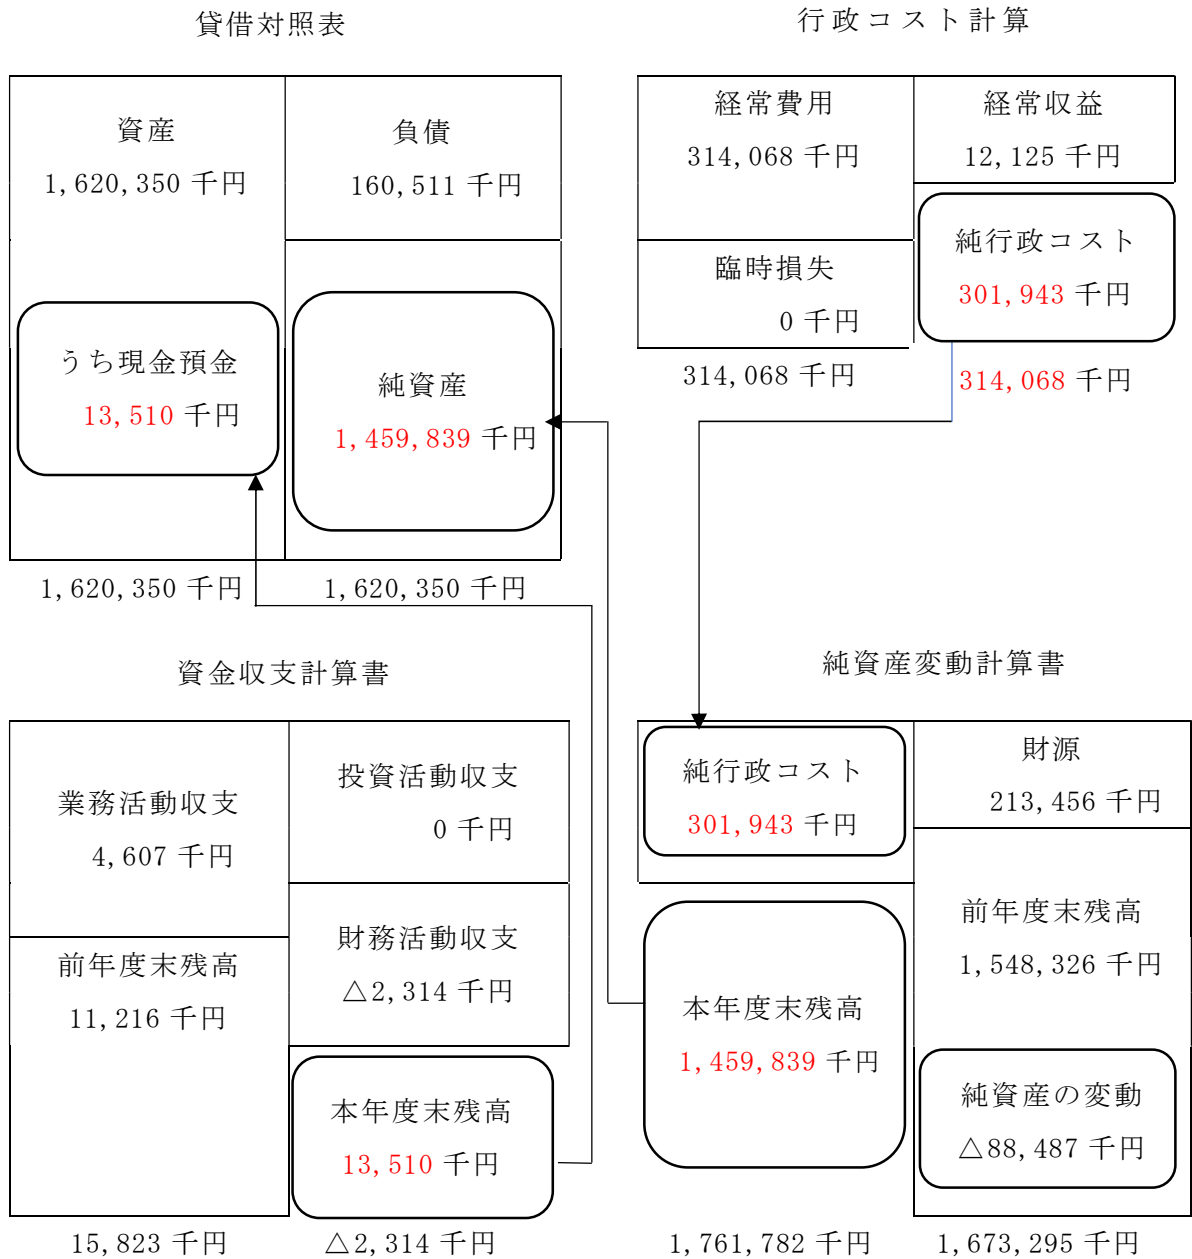 貸借対照表
資産
1,620,350 千円
負債
160,511 千円
うち現金預金
13,510 千円
純資産
1,459,839 千円
1,620,350 千円
1,620,350 千円
行政コスト計算
経常費用
314,068 千円
経常収益
12,125 千円
純行政コスト
301,943 千円
臨時損失
0 千円
314,068 千円
314,068 千円
資金収支計算書
業務活動収支
4,607 千円
投資活動収支
0 千円
前年度末残高
11,216 千円
財務活動収支
△2,314 千円
本年度末残高
13,510 千円
15,823 千円
△2,314 千円
純資産変動計算書
純行政コスト
301,943 千円
財源
213,456 千円
前年度末残高
1,548,326 千円
本年度末残高
1,459,839 千円
純資産の変動
△88,487 千円
1,761,782 千円
1,673,295 千円